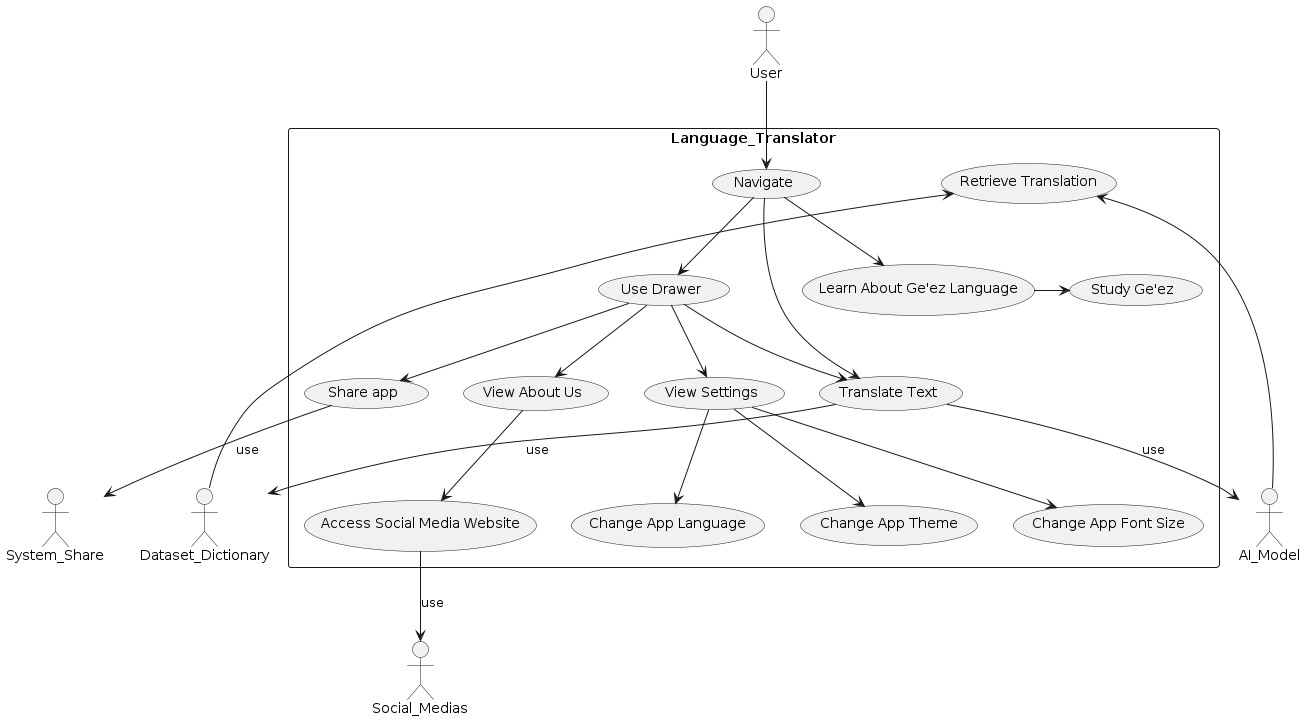 User
Language_Translator
Navigate
Retrieve Translation
Use Drawer
Learn About Ge'ez Language
Study Ge'ez
Share app
View About Us
View Settings
Translate Text
use
use
use
Access Social Media Website
Change App Language
Change App Theme
Change App Font Size
System_Share
Dataset_Dictionary
AI_Model
use
Social_Medias